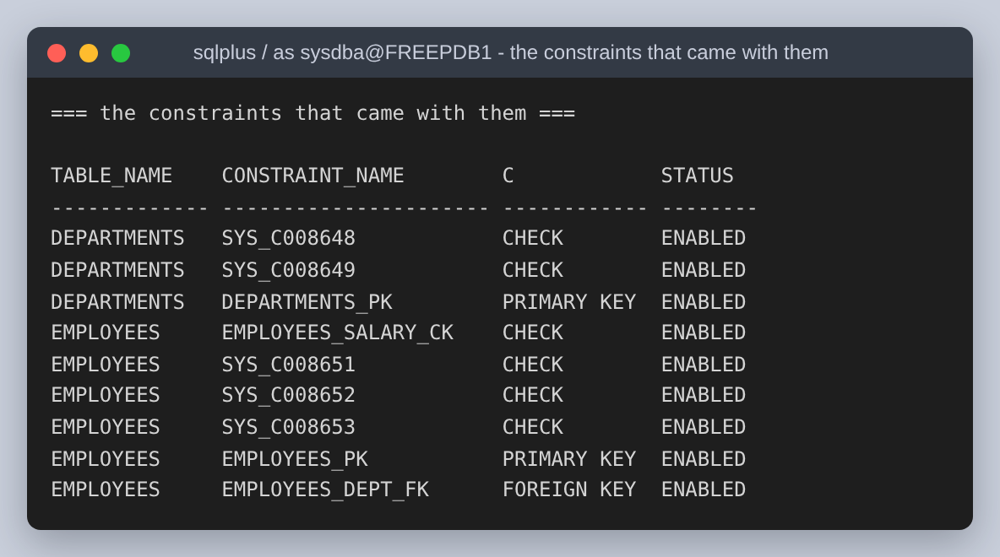 sqlplus / as sysdba@FREEPDB1 - the constraints that came with them
=== the constraints that came with them ===
TABLE_NAME    CONSTRAINT_NAME        C            STATUS
------------- ---------------------- ------------ --------
DEPARTMENTS   SYS_C008648            CHECK        ENABLED
DEPARTMENTS   SYS_C008649            CHECK        ENABLED
DEPARTMENTS   DEPARTMENTS_PK         PRIMARY KEY  ENABLED
EMPLOYEES     EMPLOYEES_SALARY_CK    CHECK        ENABLED
EMPLOYEES     SYS_C008651            CHECK        ENABLED
EMPLOYEES     SYS_C008652            CHECK        ENABLED
EMPLOYEES     SYS_C008653            CHECK        ENABLED
EMPLOYEES     EMPLOYEES_PK           PRIMARY KEY  ENABLED
EMPLOYEES     EMPLOYEES_DEPT_FK      FOREIGN KEY  ENABLED